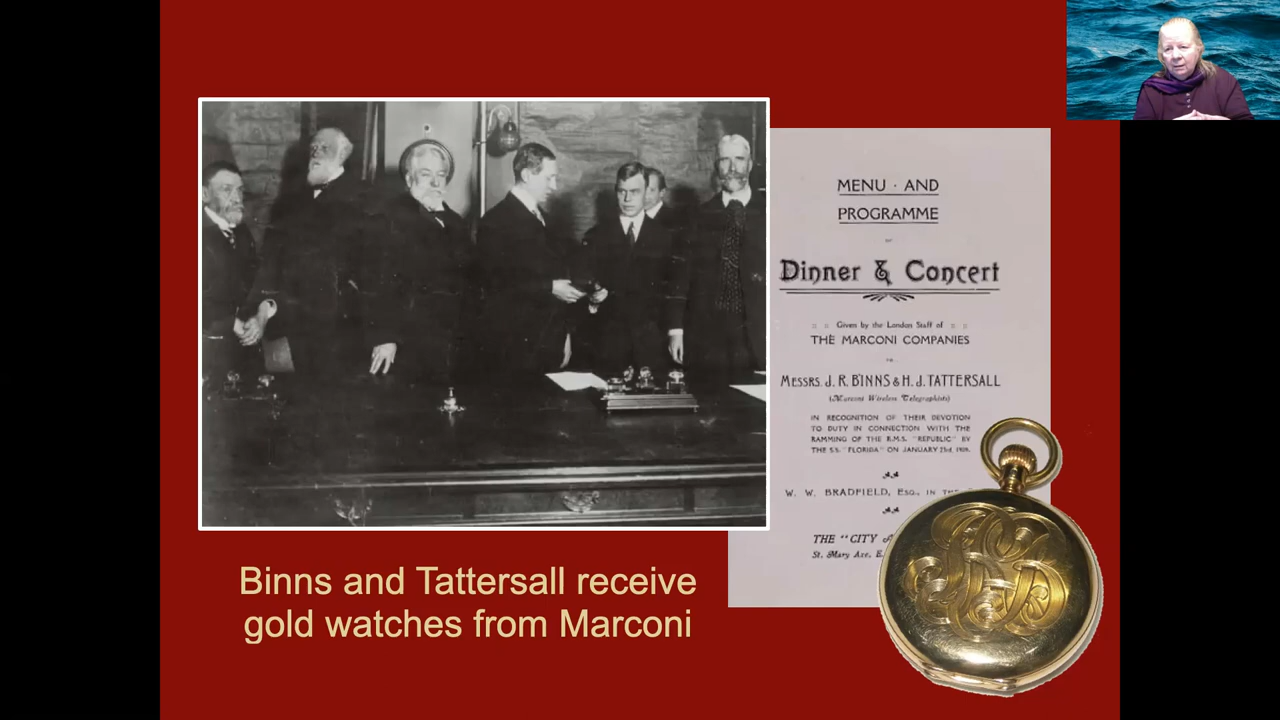 MENU · AND
PROGRAMME
Dinner & Concert
Given by the London Staff of
THE MARCONI COMPANIES
MESSRS. J. R. BINNS & H. J. TATTERSALL
(Marconi Wireless Telegraphists)
IN RECOGNITION OF THEIR DEVOTION
TO DUTY IN CONNECTION WITH THE
RAMMING OF THE R.M.S. "REPUBLIC" BY
THE S.S. "FLORIDA" ON JANUARY 23rd, 1909.
W. W. BRADFIELD, ESQ., IN THE
THE "CITY
St. Mary Axe, E.
Binns and Tattersall receive
gold watches from Marconi